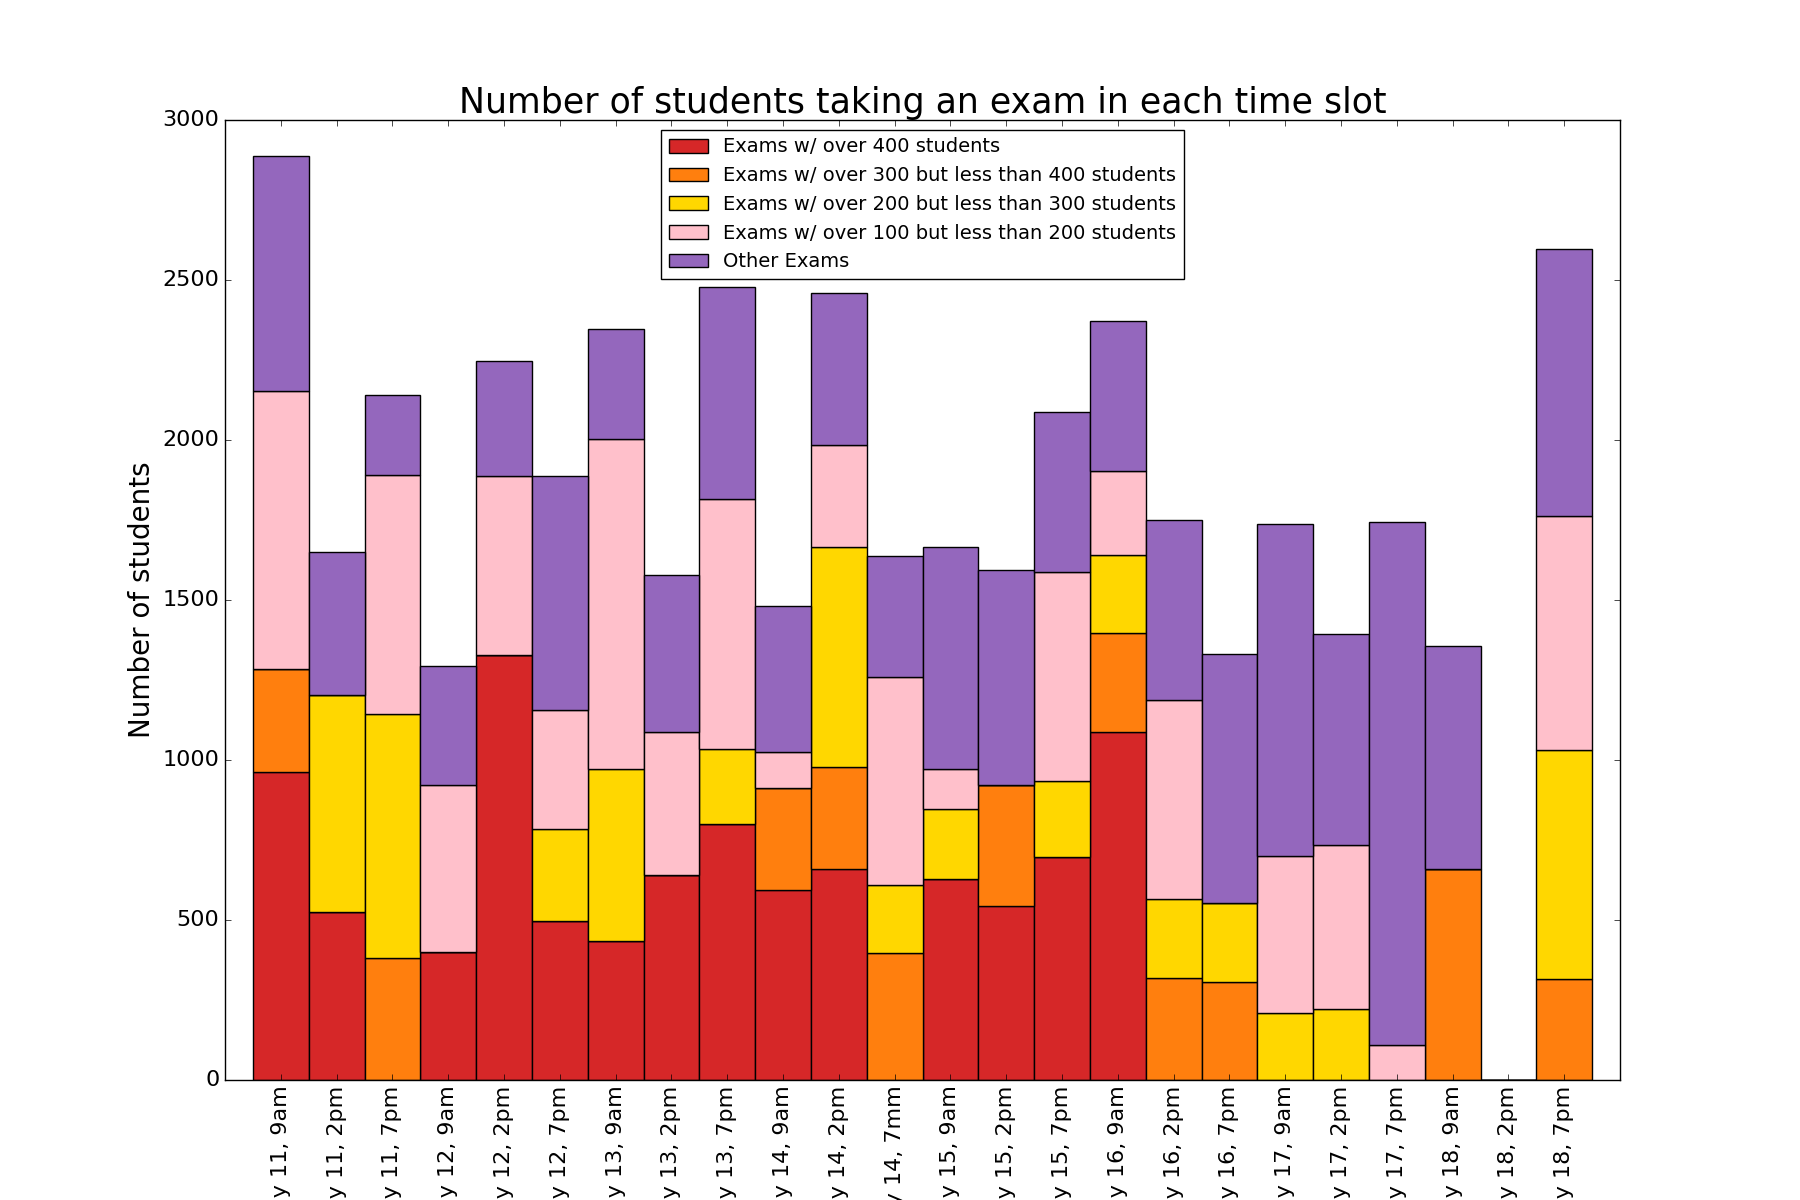 Number of students taking an exam in each time slot
Exams w/ over 400 students
Exams w/ over 300 but less than 400 students
Exams w/ over 200 but less than 300 students
Exams w/ over 100 but less than 200 students
Other Exams
Number of students
3000
2500
2000
1500
1000
500
0
y 11, 9am
y 11, 2pm
y 11, 7pm
y 12, 9am
y 12, 2pm
y 12, 7pm
y 13, 9am
y 13, 2pm
y 13, 7pm
y 14, 9am
y 14, 2pm
y 14, 7mm
y 15, 9am
y 15, 2pm
y 15, 7pm
y 16, 9am
y 16, 2pm
y 16, 7pm
y 17, 9am
y 17, 2pm
y 17, 7pm
y 18, 9am
y 18, 2pm
y 18, 7pm